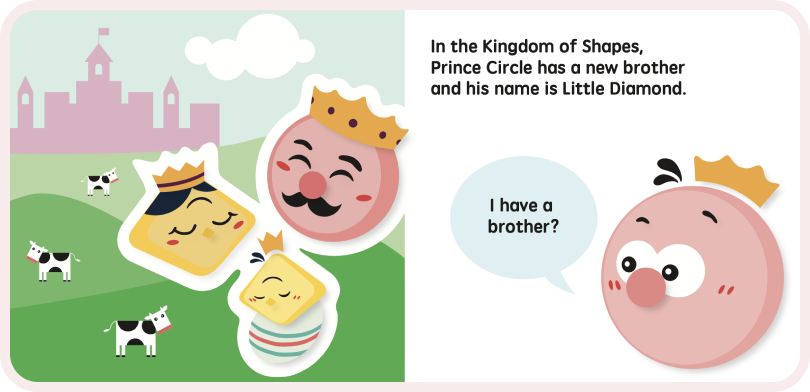 In the Kingdom of Shapes,
Prince Circle has a new brother
and his name is Little Diamond.
I have a
brother?